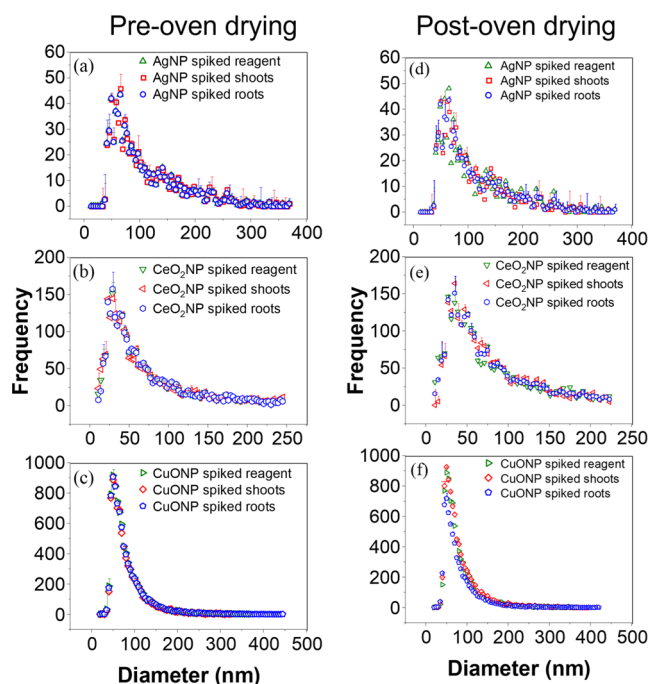 Pre-oven drying
Post-oven drying
(a)
AgNP spiked reagent
AgNP spiked shoots
AgNP spiked roots
60
50
40
30
20
10
0
0 100 200 300 400
(d)
AgNP spiked reagent
AgNP spiked shoots
AgNP spiked roots
60
50
40
30
20
10
0
0 100 200 300 400
Frequency
(b)
CeO₂NP spiked reagent
CeO₂NP spiked shoots
CeO₂NP spiked roots
200
150
100
50
0
0 50 100 150 200 250
Frequency
(e)
CeO₂NP spiked reagent
CeO₂NP spiked shoots
CeO₂NP spiked roots
200
150
100
50
0
0 50 100 150 200 250
(c)
CuONP spiked reagent
CuONP spiked shoots
CuONP spiked roots
1000
800
600
400
200
0
0 100 200 300 400 500
Diameter (nm)
(f)
CuONP spiked reagent
CuONP spiked shoots
CuONP spiked roots
1000
800
600
400
200
0
0 100 200 300 400 500
Diameter (nm)